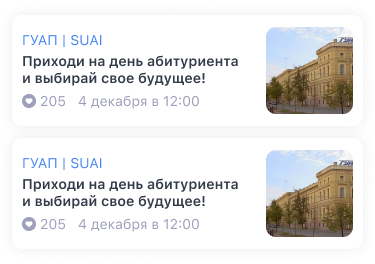 ГУАП | SUAI
Приходи на день абитуриента
и выбирай свое будущее!
205 4 декабря в 12:00
ГУАП | SUAI
Приходи на день абитуриента
и выбирай свое будущее!
205 4 декабря в 12:00